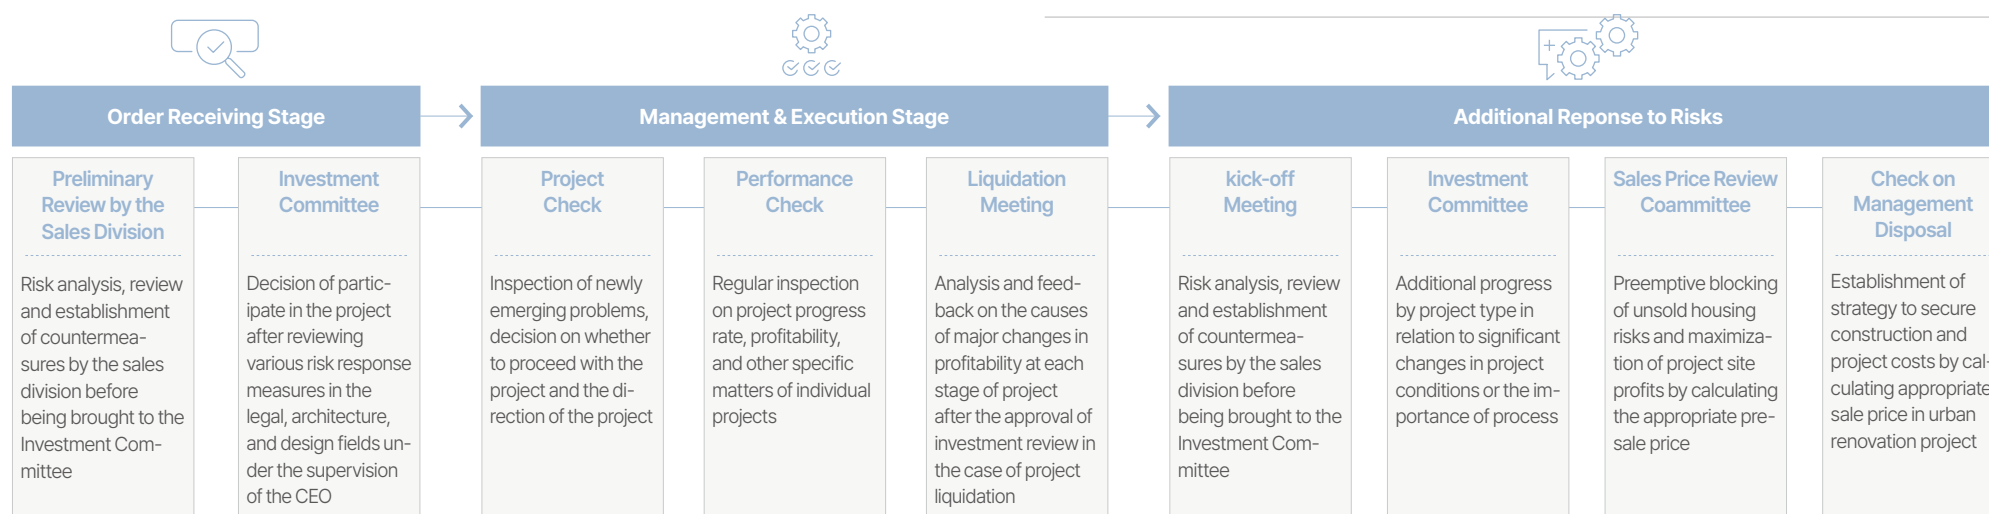 Order Receiving Stage
Management & Execution Stage
Additional Reponse to Risks
Preliminary
Review by the
Sales Division
Risk analysis, review
and establishment
of countermea-
sures by the sales
division before
being brought to the
Investment Com-
mittee
Investment
Committee
Decision of partic-
ipate in the project
after reviewing
various risk response
measures in the
legal, architecture,
and design fields un-
der the supervision
of the CEO
Project
Check
Inspection of newly
emerging problems,
decision on whether
to proceed with the
project and the di-
rection of the project
Performance
Check
Regular inspection
on project progress
rate, profitability,
and other specific
matters of individual
projects
Liquidation
Meeting
Analysis and feed-
back on the causes
of major changes in
profitability at each
stage of project
after the approval of
investment review in
the case of project
liquidation
kick-off
Meeting
Risk analysis, review
and establishment
of countermea-
sures by the sales
division before
being brought to the
Investment Com-
mittee
Investment
Committee
Additional progress
by project type in
relation to significant
changes in project
conditions or the im-
portance of process
Sales Price Review
Coammittee
Preemptive blocking
of unsold housing
risks and maximiza-
tion of project site
profits by calculating
the appropriate pre-
sale price
Check on
Management
Disposal
Establishment of
strategy to secure
construction and
project costs by cal-
culating appropriate
sale price in urban
renovation project